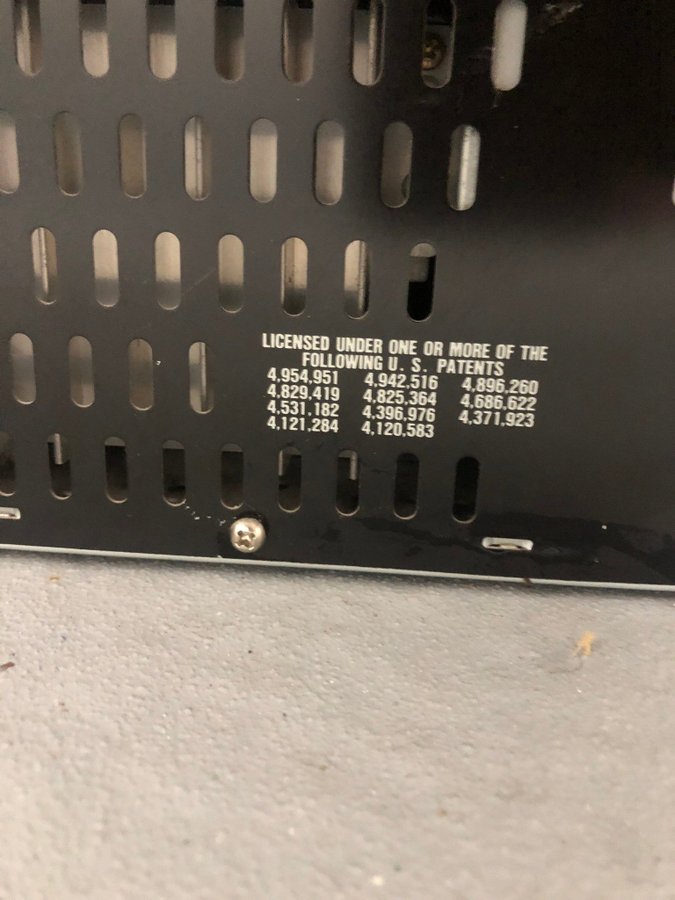 LICENSED UNDER ONE OR MORE OF THE
FOLLOWING U. S. PATENTS
4,954,951 4,942,516 4,896,260
4,829,419 4,825,364 4,686,622
4,531,182 4,396,976 4,371,923
4,121,284 4,120,583